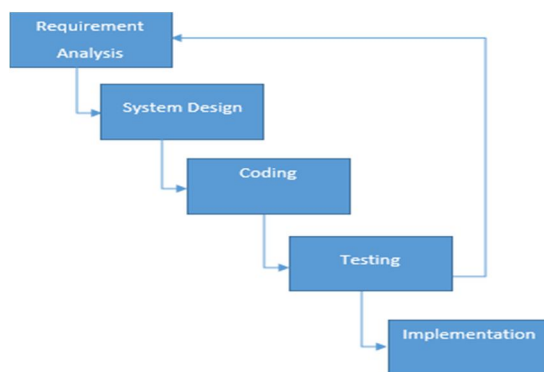 Requirement
Analysis
System Design
Coding
Testing
Implementation